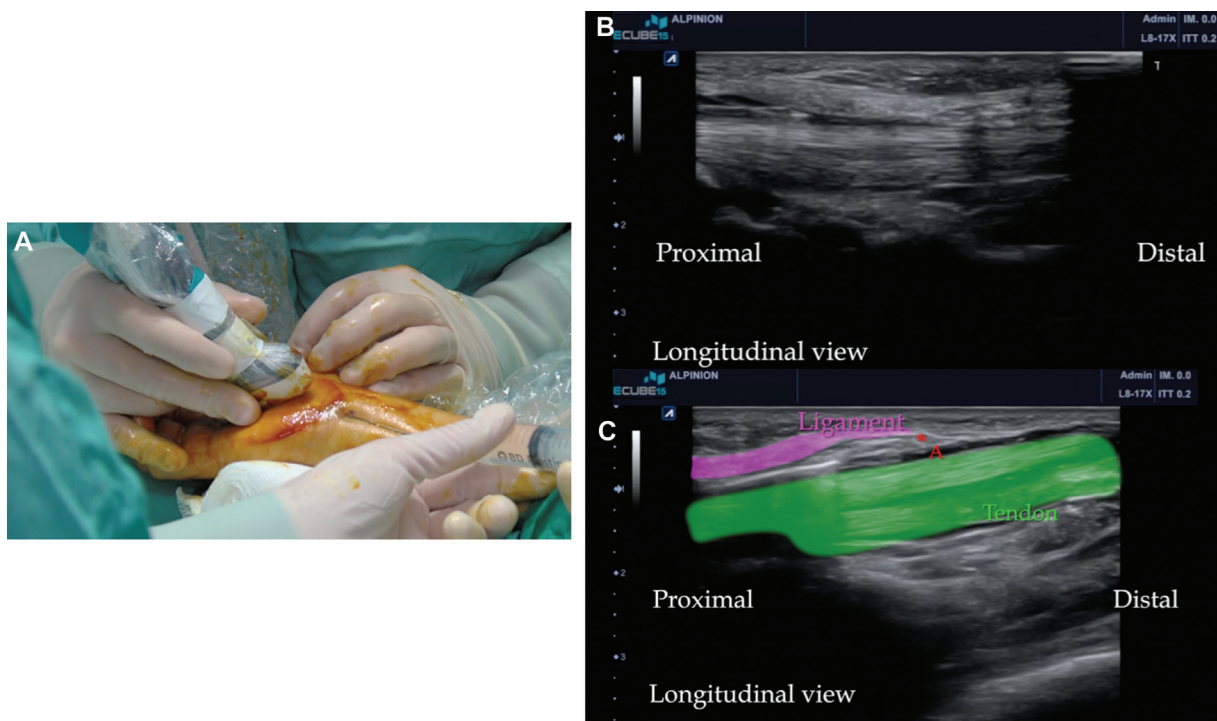 A
B
ALPINION
ECUBE15
Admin
IM. 0.0
L8-17X
ITT 0.2
1
2
3
Proximal
Distal
Longitudinal view
C
ALPINION
ECUBE15
Admin
IM. 0.0
L8-17X
ITT 0.2
Ligament
A
Tendon
2
Proximal
Distal
3
Longitudinal view
BD